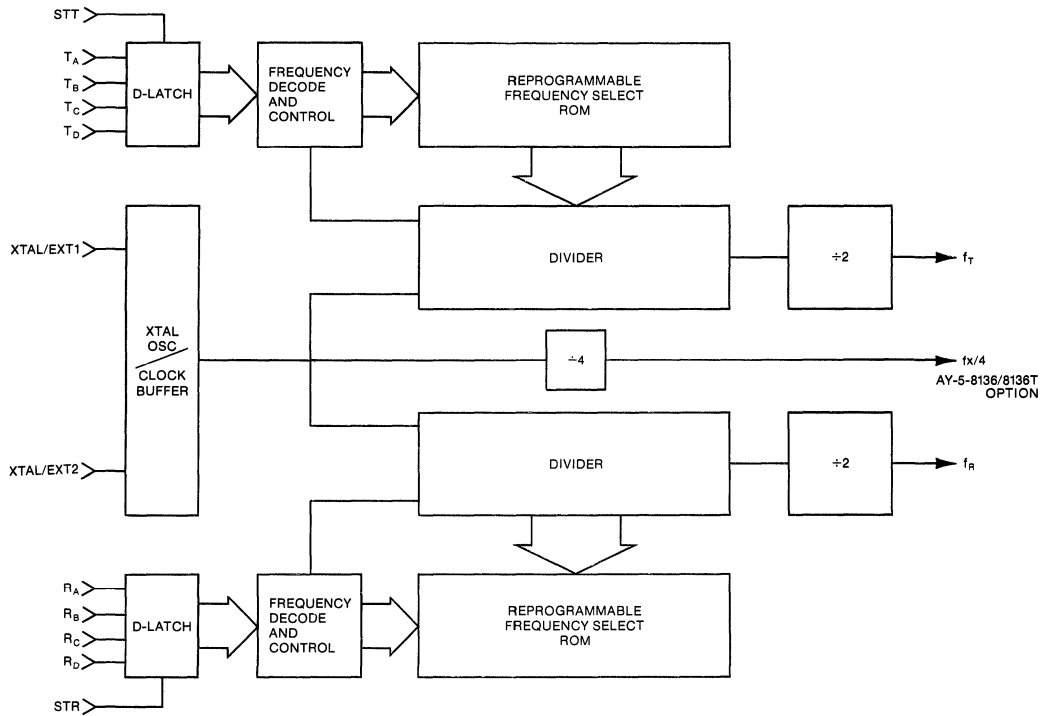 STT
T_A
T_B
T_C
T_D
D-LATCH
FREQUENCY
DECODE
AND
CONTROL
REPROGRAMMABLE
FREQUENCY SELECT
ROM
XTAL/EXT1
XTAL
OSC
CLOCK
BUFFER
XTAL/EXT2
DIVIDER
÷2
f_T
÷4
fx/4
AY-5-8136/8136T
OPTION
DIVIDER
÷2
f_R
R_A
R_B
R_C
R_D
STR
D-LATCH
FREQUENCY
DECODE
AND
CONTROL
REPROGRAMMABLE
FREQUENCY SELECT
ROM